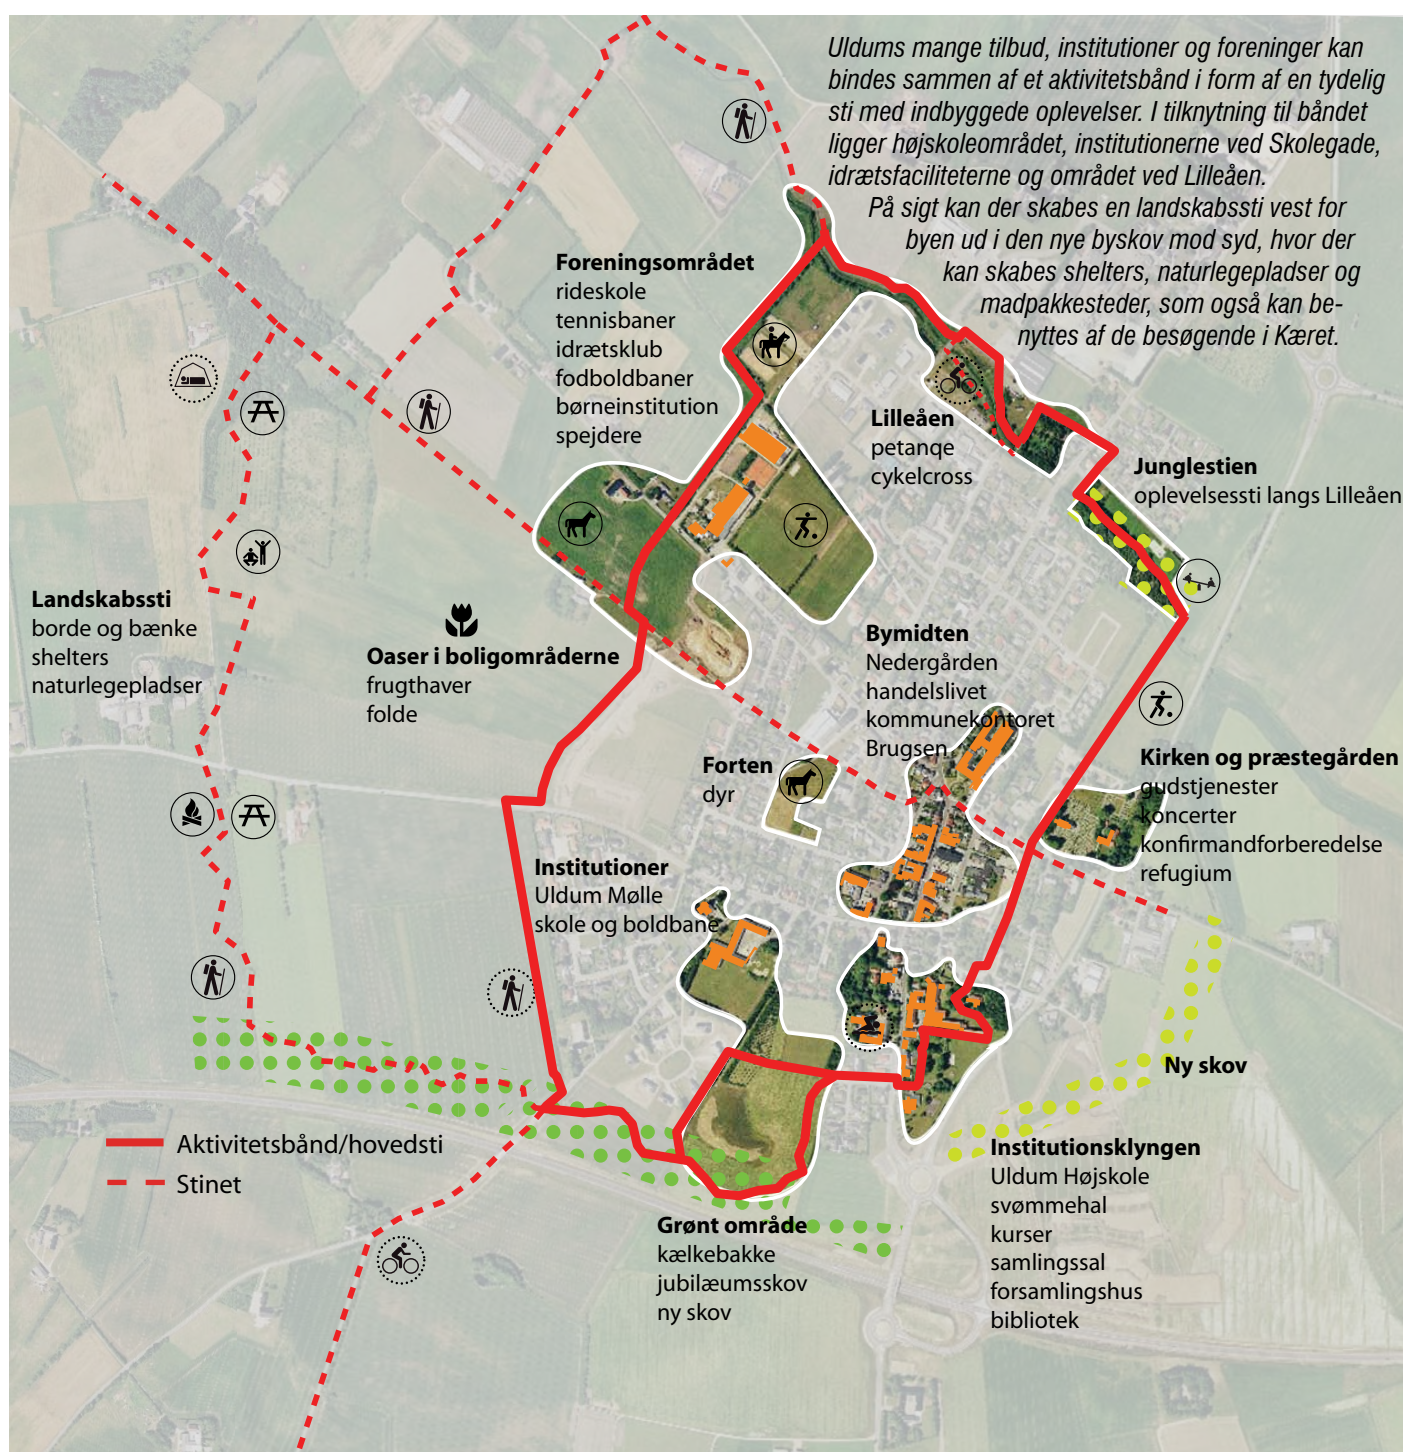 Uldums mange tilbud, institutioner og foreninger kan
bindes sammen af et aktivitetsbånd i form af en tydelig
sti med indbyggede oplevelser. I tilknytning til båndet
ligger højskoleområdet, institutionerne ved Skolegade,
idrætsfaciliteterne og området ved Lilleåen.
På sigt kan der skabes en landskabssti vest for
byen ud i den nye byskov mod syd, hvor der
kan skabes shelters, naturlegepladser og
madpakkesteder, som også kan be-
nyttes af de besøgende i Kæret.
Foreningsområdet
rideskole
tennisbaner
idrætsklub
fodboldbaner
børneinstitution
spejdere
Lilleåen
petanqe
cykelcross
Junglestien
oplevelsessti langs Lilleåen
Landskabssti
borde og bænke
shelters
naturlegepladser
Oaser i boligområderne
frugthaver
folde
Bymidten
Nedergården
handelslivet
kommunekontoret
Brugsen
Forten
dyr
Kirken og præstegården
gudstjenester
koncerter
konfirmandforberedelse
refugium
Institutioner
Uldum Mølle
skole og boldbane
Ny skov
Aktivitetsbånd/hovedsti
Stinet
Institutionsklyngen
Uldum Højskole
svømmehal
kurser
samlingssal
forsamlingshus
bibliotek
Grønt område
kælkebakke
jubilæumsskov
ny skov